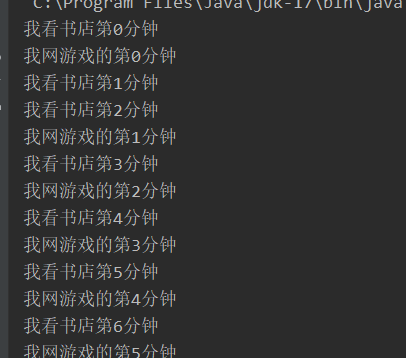 "C:\Program Files\Java\jdk-17\bin\java
我看书店第0分钟
我网游戏的第0分钟
我看书店第1分钟
我看书店第2分钟
我网游戏的第1分钟
我看书店第3分钟
我网游戏的第2分钟
我看书店第4分钟
我网游戏的第3分钟
我看书店第5分钟
我网游戏的第4分钟
我看书店第6分钟
我网游戏的第5分钟